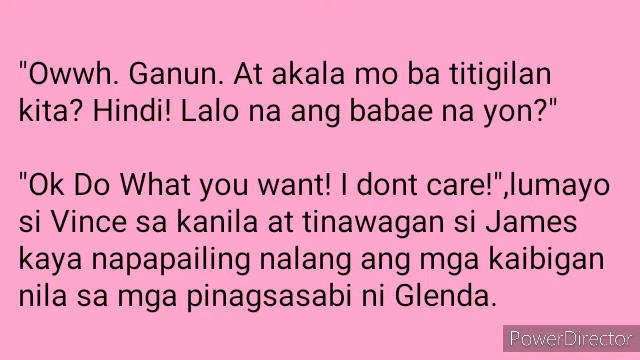 "Owwh. Ganun. At akala mo ba titigilan
kita? Hindi! Lalo na ang babae na yon?"
"Ok Do What you want! I dont care!",lumayo
si Vince sa kanila at tinawagan si James
kaya napapailing nalang ang mga kaibigan
nila sa mga pinagsasabi ni Glenda.
PowerDirector